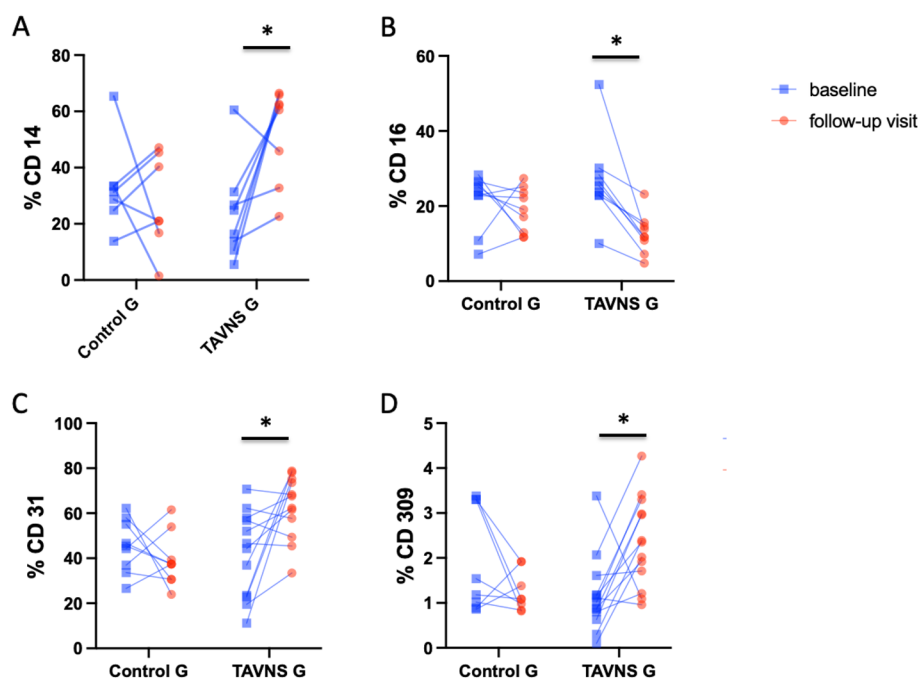 A
*
80
60
40
20
0
% CD 14
Control G
TAVNS G
B
*
60
40
20
0
% CD 16
Control G
TAVNS G
baseline
follow-up visit
C
*
100
80
60
40
20
0
% CD 31
Control G
TAVNS G
D
*
5
4
3
2
1
0
% CD 309
Control G
TAVNS G